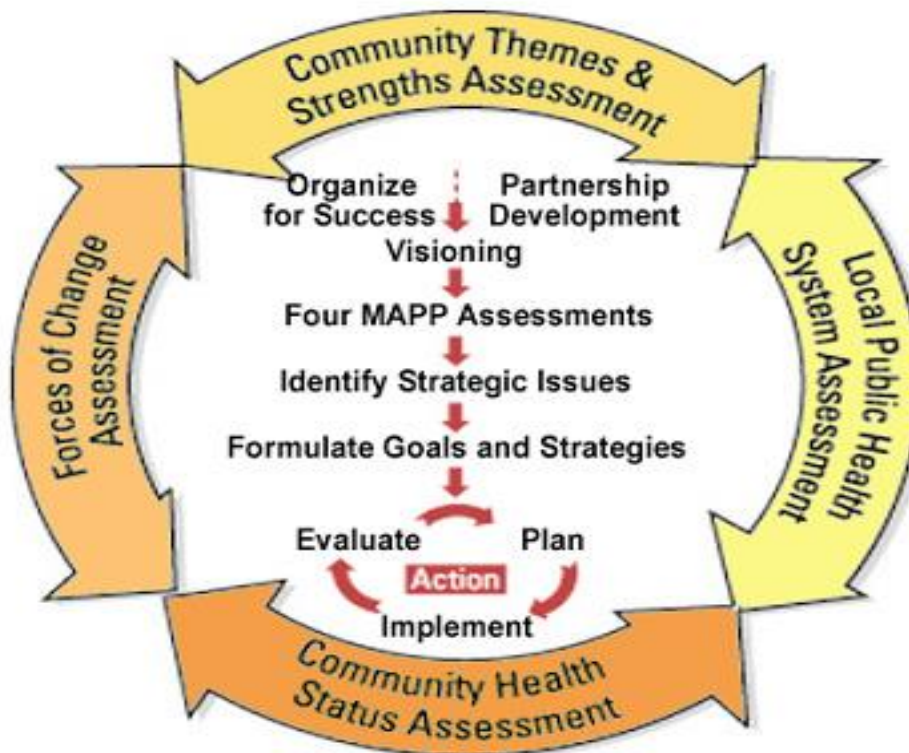 Community Themes &
Strengths Assessment
Organize
for Success
Partnership
Development
Visioning
Four MAPP Assessments
Identify Strategic Issues
Formulate Goals and Strategies
Evaluate
Plan
Action
Implement
Forces of Change
Assessment
Local Public Health
System Assessment
Community Health
Status Assessment